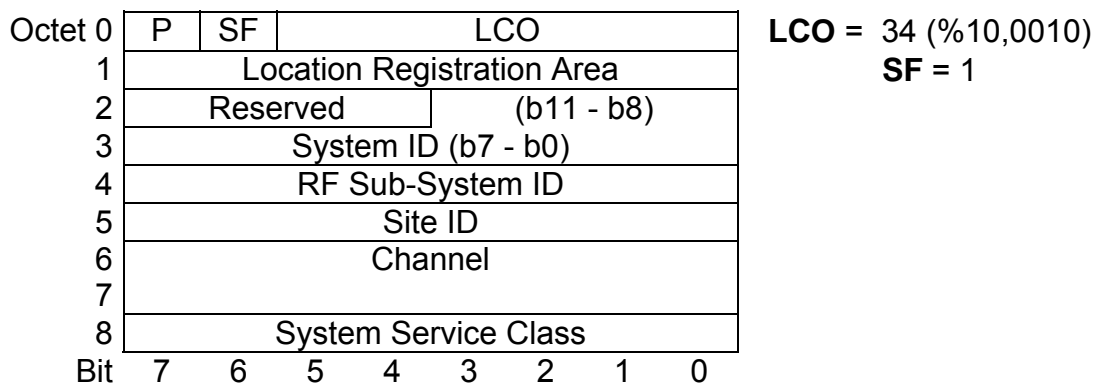 Octet 0 P SF LCO LCO = 34 (%10,0010)
1 Location Registration Area SF = 1
2 Reserved (b11 - b8)
3 System ID (b7 - b0)
4 RF Sub-System ID
5 Site ID
6 Channel
7
8 System Service Class
Bit 7 6 5 4 3 2 1 0